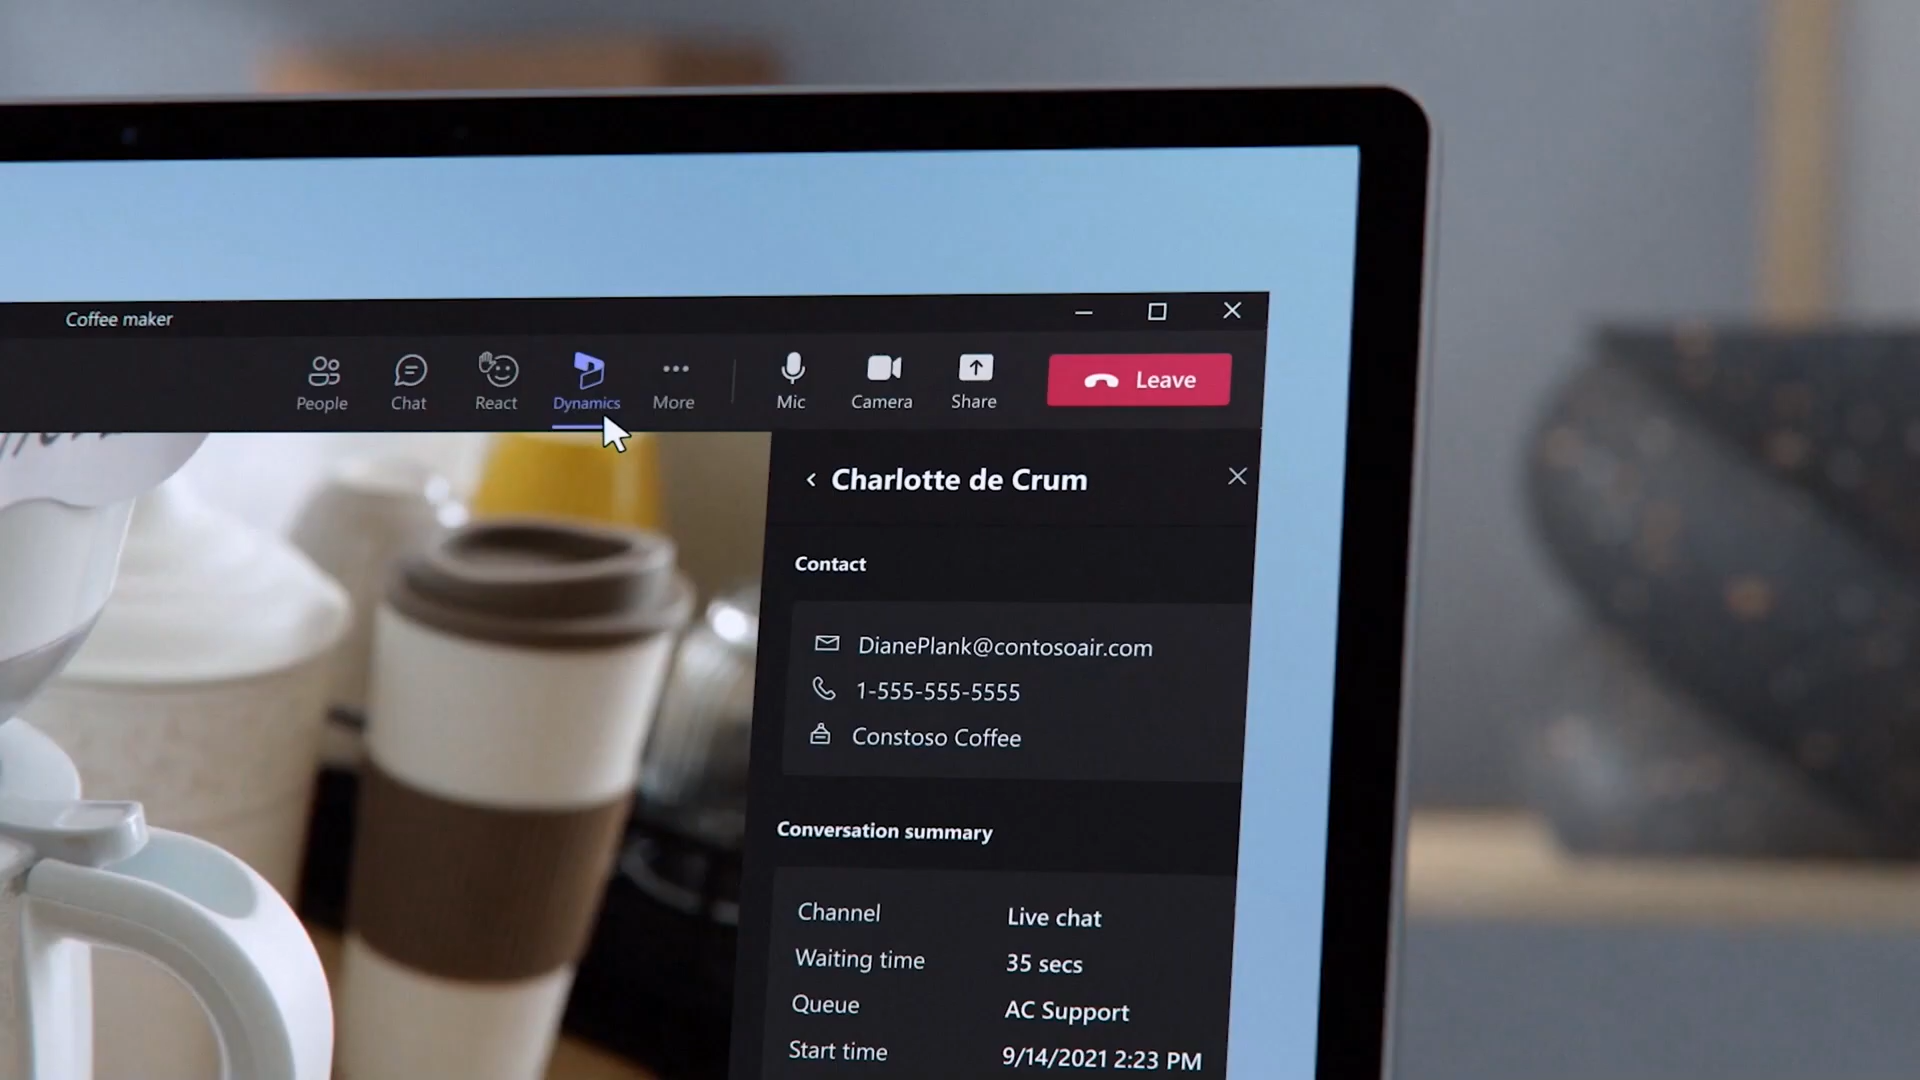 Coffee maker
People
Chat
React
Dynamics
More
Mic
Camera
Share
Leave
Charlotte de Crum
Contact
DianePlank@contosoair.com
1-555-555-5555
Constoso Coffee
Conversation summary
Channel Live chat
Waiting time 35 secs
Queue AC Support
Start time 9/14/2021 2:23 PM